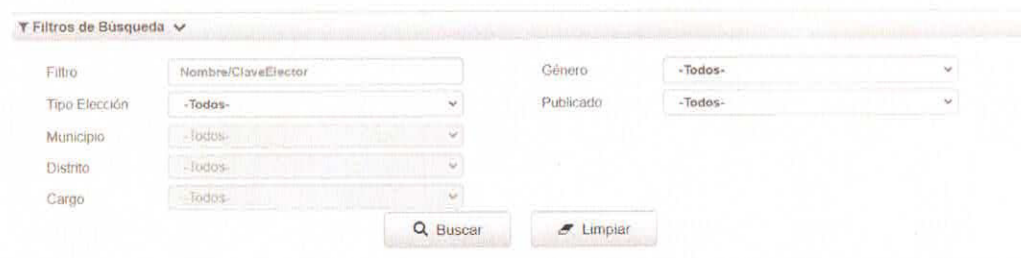 Filtros de Búsqueda
Filtro Nombre/ClaveElector Género -Todos-
Tipo Elección -Todos- Publicado -Todos-
Municipio -Todos-
Distrito -Todos-
Cargo -Todos-
Buscar Limpiar